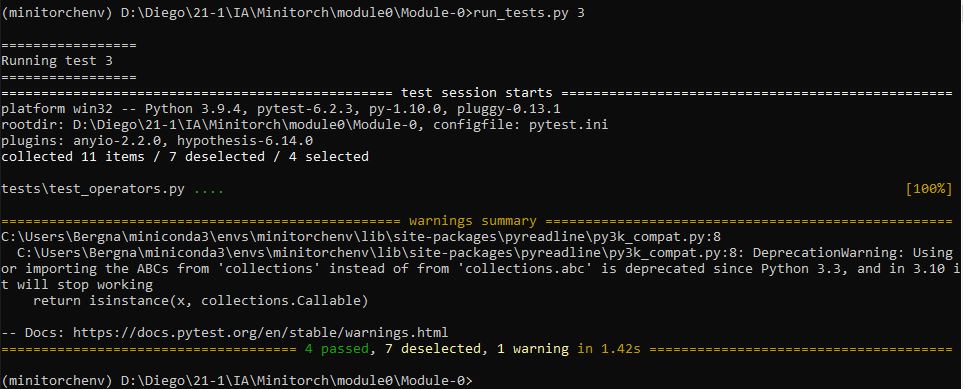 (minitorchenv) D:\Diego\21-1\IA\Minitorch\module0\Module-0>run_tests.py 3
=================
Running test 3
=================
================================================= test session starts =================================================
platform win32 -- Python 3.9.4, pytest-6.2.3, py-1.10.0, pluggy-0.13.1
rootdir: D:\Diego\21-1\IA\Minitorch\module0\Module-0, configfile: pytest.ini
plugins: anyio-2.2.0, hypothesis-6.14.0
collected 11 items / 7 deselected / 4 selected
tests\test_operators.py .... [100%]
================================================== warnings summary ===================================================
C:\Users\Bergna\miniconda3\envs\minitorchenv\lib\site-packages\pyreadline\py3k_compat.py:8
C:\Users\Bergna\miniconda3\envs\minitorchenv\lib\site-packages\pyreadline\py3k_compat.py:8: DeprecationWarning: Using
or importing the ABCs from 'collections' instead of from 'collections.abc' is deprecated since Python 3.3, and in 3.10 i
t will stop working
return isinstance(x, collections.Callable)
-- Docs: https://docs.pytest.org/en/stable/warnings.html
===================================== 4 passed, 7 deselected, 1 warning in 1.42s ======================================
(minitorchenv) D:\Diego\21-1\IA\Minitorch\module0\Module-0>